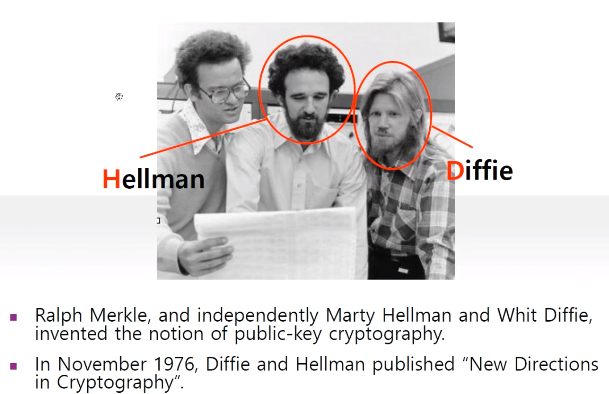 Hellman
Diffie
Ralph Merkle, and independently Marty Hellman and Whit Diffie,
invented the notion of public-key cryptography.
In November 1976, Diffie and Hellman published “New Directions
in Cryptography”.